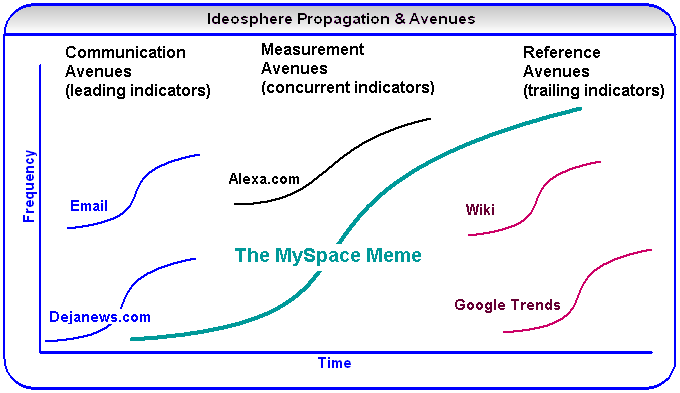 Ideosphere Propagation & Avenues
Communication
Avenues
(leading indicators)
Measurement
Avenues
(concurrent indicators)
Reference
Avenues
(trailing indicators)
Frequency
Email
Alexa.com
Wiki
The MySpace Meme
Dejanews.com
Google Trends
Time